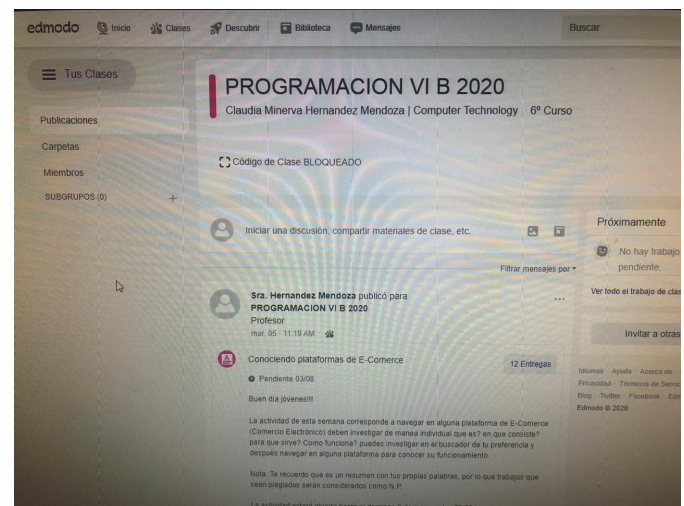 edmodo Inicio Clases Descubrir Biblioteca Mensajes Buscar
Tus Clases
PROGRAMACION VI B 2020
Claudia Minerva Hernandez Mendoza | Computer Technology · 6º Curso
Publicaciones
Carpetas
Miembros
SUBGRUPOS (0) +
Código de Clase BLOQUEADO
Iniciar una discusión, compartir materiales de clase, etc.
Filtrar mensajes por
Próximamente
No hay trabajo
pendiente.
Ver todo el trabajo de clas
Invitar a otras
Idiomas · Ayuda · Acerca de
Privacidad · Términos de Servic
Blog · Twitter · Facebook · Edm
Edmodo © 2020
Sra. Hernandez Mendoza publicó para
PROGRAMACION VI B 2020
Profesor
mar. 05 · 11:19 AM
Conociendo plataformas de E-Comerce
12 Entregas
Pendiente 03/08
Buen día jóvenes!!!!
La actividad de esta semana corresponde a navegar en alguna plataforma de E-Comerce
(Comercio Electrónico) deben investigar de manea individual que es? en que consiste?
para que sirve? Como funciona? puedes investigar en el buscador de tu preferencia y
después navegar en alguna plataforma para conocer su funcionamiento.
Nota: Te recuerdo que es un resumen con tus propias palabras, por lo que trabajos que
sean plagiados serán considerados como N.P.